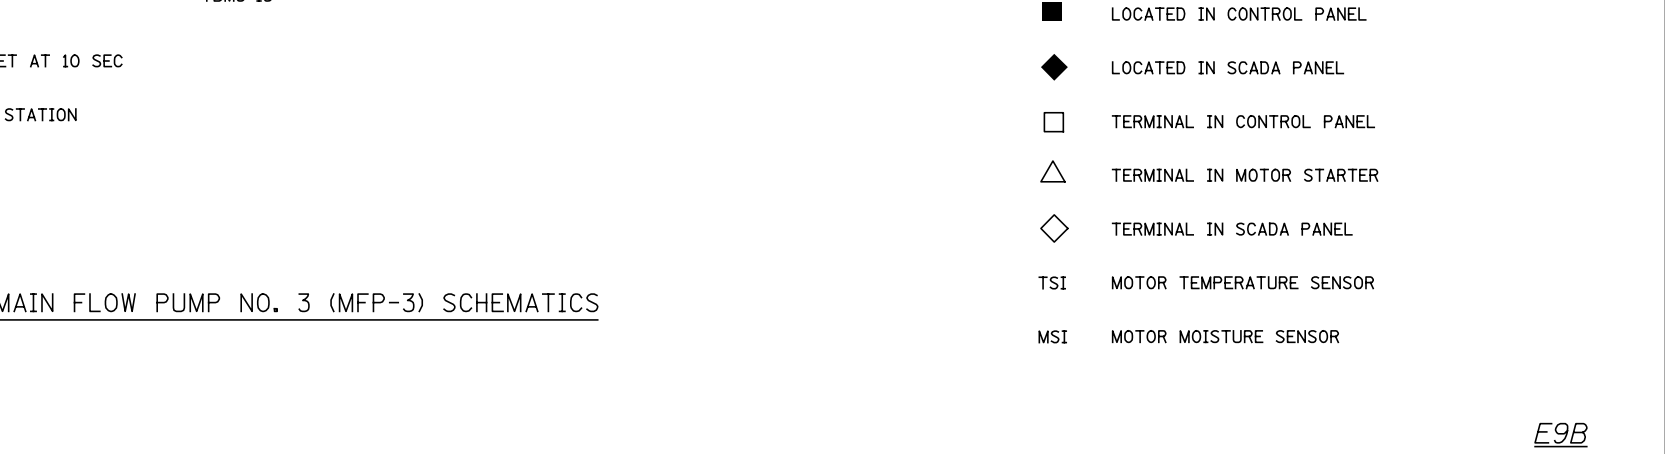 LOCATED IN CONTROL PANEL
ET AT 10 SEC
LOCATED IN SCADA PANEL
STATION
TERMINAL IN CONTROL PANEL
TERMINAL IN MOTOR STARTER
TERMINAL IN SCADA PANEL
TSI MOTOR TEMPERATURE SENSOR
MAIN FLOW PUMP NO. 3 (MFP-3) SCHEMATICS
MSI MOTOR MOISTURE SENSOR
E9B